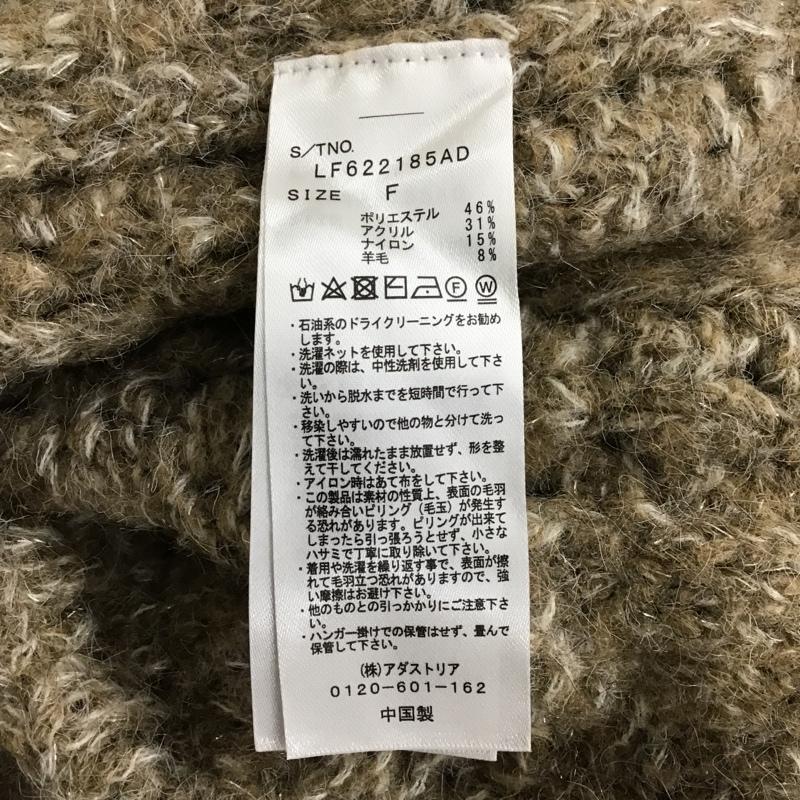 S/TNO.
LF622185AD
SIZE F
ポリエステル 46%
アクリル 31%
ナイロン 15%
羊毛 8%
F W
・石油系のドライクリーニングをお勧め
します。
・洗濯ネットを使用して下さい。
・洗濯の際は、中性洗剤を使用して下さ
い。
・洗いから脱水までを短時間で行って下
さい。
・移染しやすいので他の物と分けて洗っ
て下さい。
・洗濯後は濡れたまま放置せず、形を整
えて干してください。
・アイロン時はあて布をして下さい。
・この製品は素材の性質上、表面の毛羽
が絡み合いピリング(毛玉)が発生す
る恐れがあります。ピリングが出来て
しまったら引っ張ろうとせず、小さな
ハサミで丁寧に取り除いて下さい。
・着用や洗濯を繰り返す事で、表面が擦
れて毛羽立つ恐れがありますので、強
い摩擦はお避け下さい。
・他のものとの引っかかりにご注意下さ
い。
・ハンガー掛けでの保管はせず、畳んで
保管して下さい。
(株)アダストリア
0120-601-162
中国製